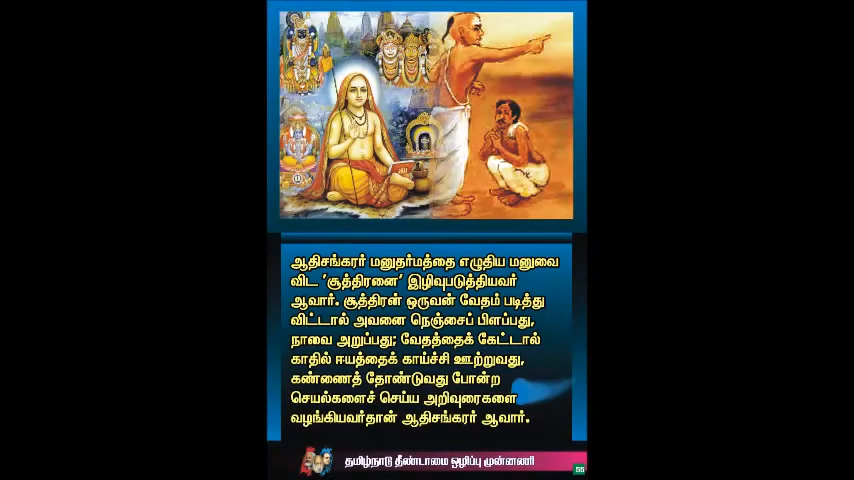 ஆதிசங்கரர் மனுதர்மத்தை எழுதிய மனுவை
விட 'சூத்திரனை' இழிவுபடுத்தியவர்
ஆவார். சூத்திரன் ஒருவன் வேதம் படித்து
விட்டால் அவனை நெஞ்சைப் பிளப்பது,
நாவை அறுப்பது; வேதத்தைக் கேட்டால்
காதில் ஈயத்தைக் காய்ச்சி ஊற்றுவது,
கண்ணைத் தோண்டுவது போன்ற
செயல்களைச் செய்ய அறிவுரைகளை
வழங்கியவர்தான் ஆதிசங்கரர் ஆவார்.
தமிழ்நாடு தீண்டாமை ஒழிப்பு முன்னணி